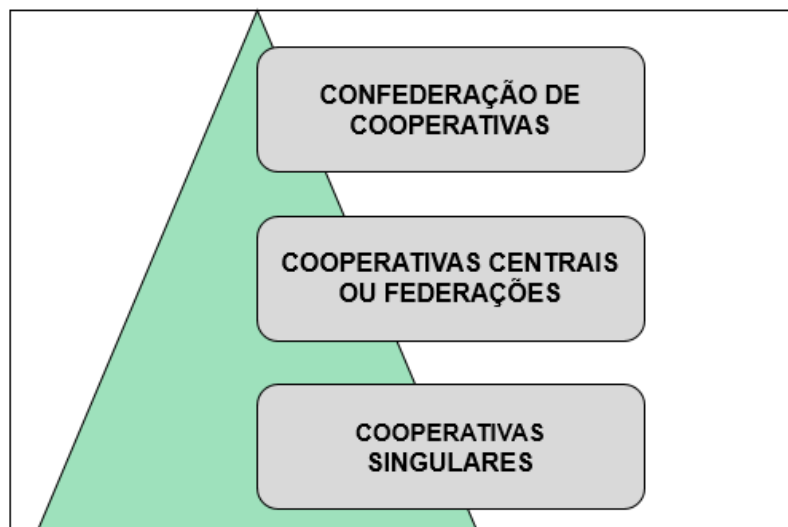 CONFEDERAÇÃO DE
COOPERATIVAS
COOPERATIVAS CENTRAIS
OU FEDERAÇÕES
COOPERATIVAS
SINGULARES